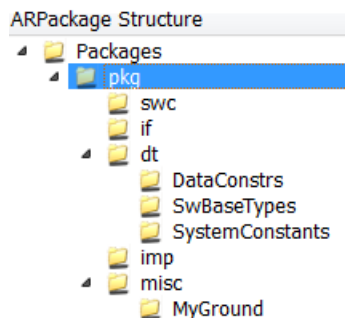 ARPackage Structure
Packages
pkg
swc
if
dt
DataConstrs
SwBaseTypes
SystemConstants
imp
misc
MyGround